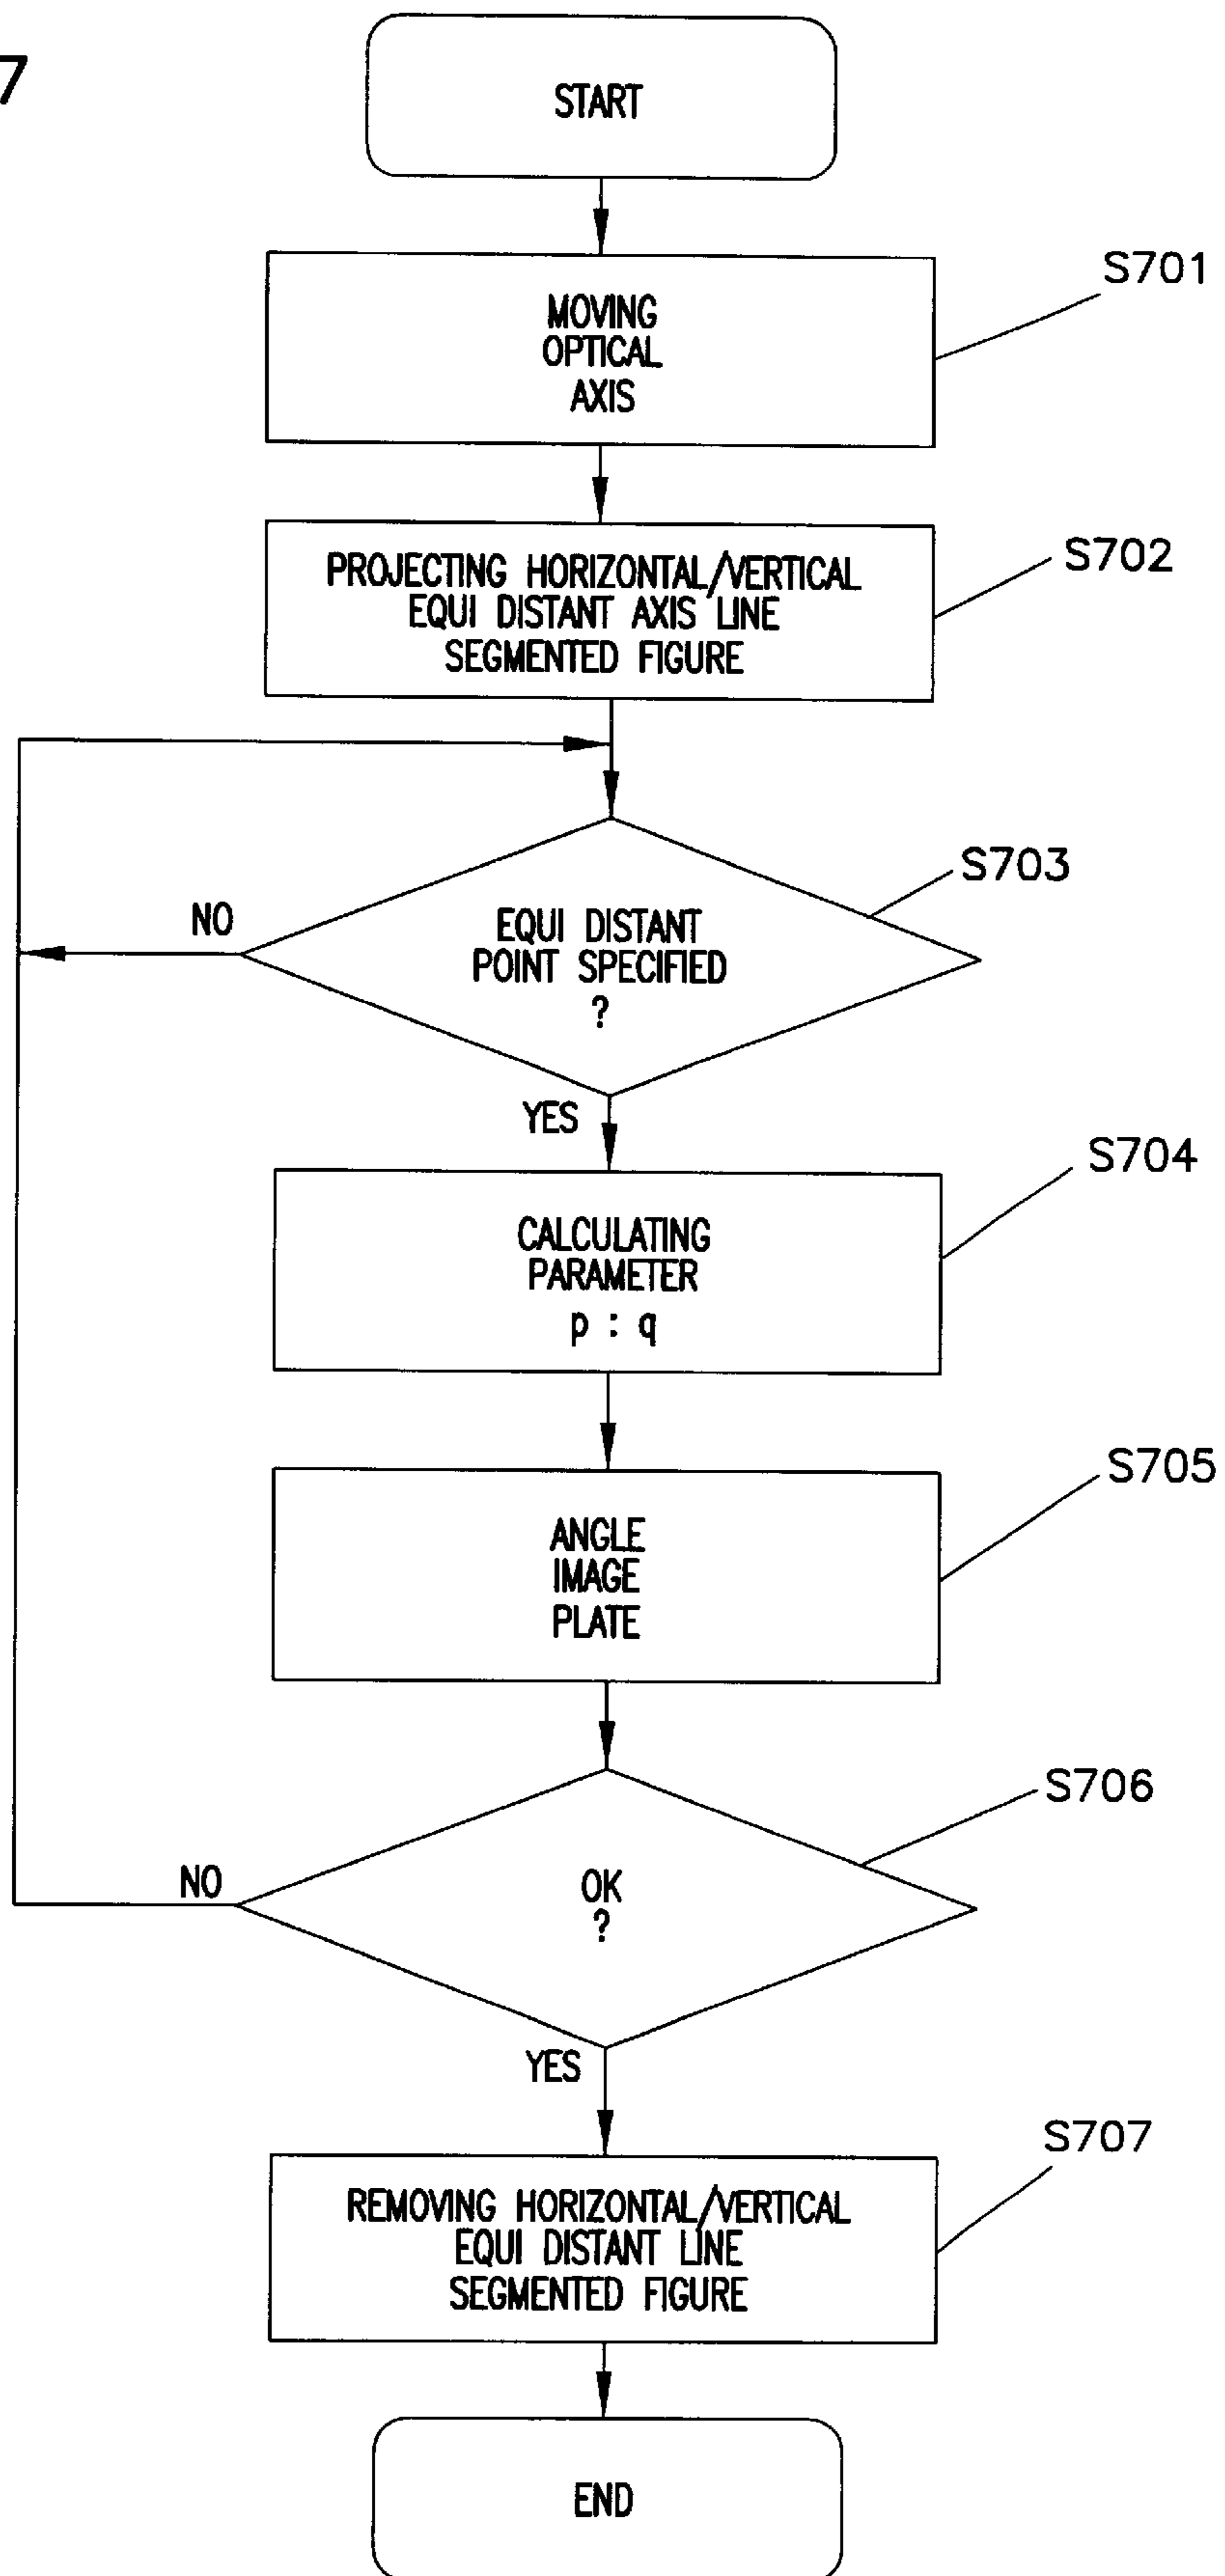 7
START
S701
MOVING
OPTICAL
AXIS
S702
PROJECTING HORIZONTAL/VERTICAL
EQUI DISTANT AXIS LINE
SEGMENTED FIGURE
S703
NO
EQUI DISTANT
POINT SPECIFIED
?
YES
S704
CALCULATING
PARAMETER
p : q
S705
ANGLE
IMAGE
PLATE
S706
NO
OK
?
YES
S707
REMOVING HORIZONTAL/VERTICAL
EQUI DISTANT LINE
SEGMENTED FIGURE
END